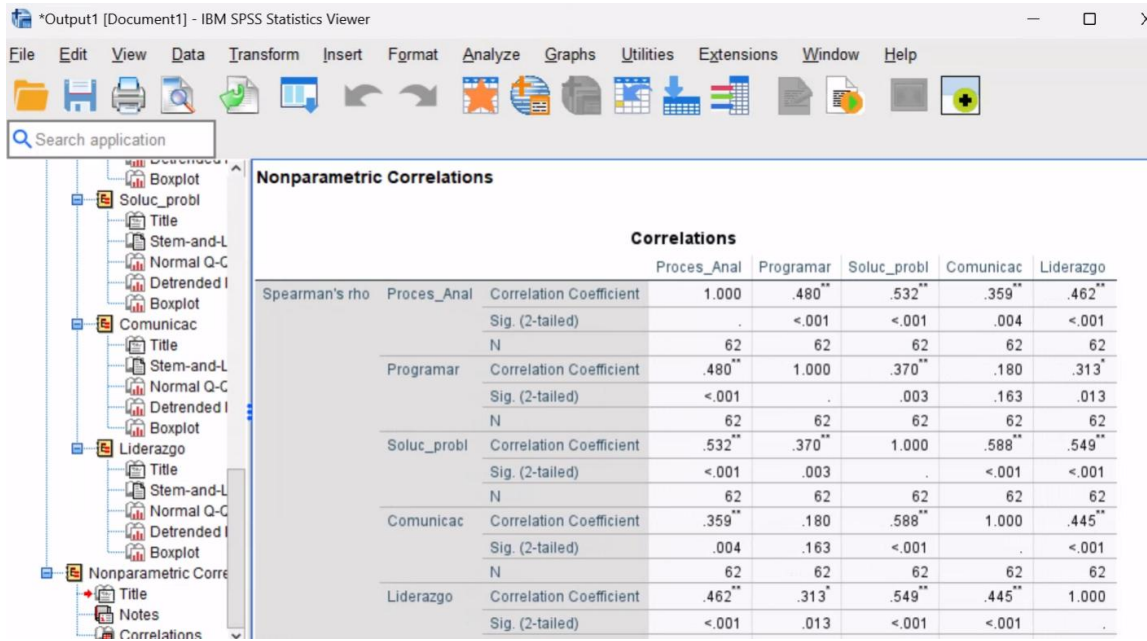 *Output1 [Document1] - IBM SPSS Statistics Viewer
File Edit View Data Transform Insert Format Analyze Graphs Utilities Extensions Window Help
Search application
Boxplot
Soluc_probl
Title
Stem-and-L
Normal Q-Q
Detrended
Boxplot
Comunicac
Title
Stem-and-L
Normal Q-Q
Detrended
Boxplot
Liderazgo
Title
Stem-and-L
Normal Q-Q
Detrended
Boxplot
Nonparametric Corre
Title
Notes
Correlations
Nonparametric Correlations
Correlations
Proces_Anal Programar Soluc_probl Comunicac Liderazgo
Spearman's rho Proces_Anal Correlation Coefficient 1.000 .480** .532** .359** .462**
Sig. (2-tailed) . <.001 <.001 .004 <.001
N 62 62 62 62 62
Programar Correlation Coefficient .480** 1.000 .370** .180 .313*
Sig. (2-tailed) <.001 . .003 .163 .013
N 62 62 62 62 62
Soluc_probl Correlation Coefficient .532** .370** 1.000 .588** .549**
Sig. (2-tailed) <.001 .003 . <.001 <.001
N 62 62 62 62 62
Comunicac Correlation Coefficient .359** .180 .588** 1.000 .445**
Sig. (2-tailed) .004 .163 <.001 . <.001
N 62 62 62 62 62
Liderazgo Correlation Coefficient .462** .313* .549** .445** 1.000
Sig. (2-tailed) <.001 .013 <.001 <.001 .